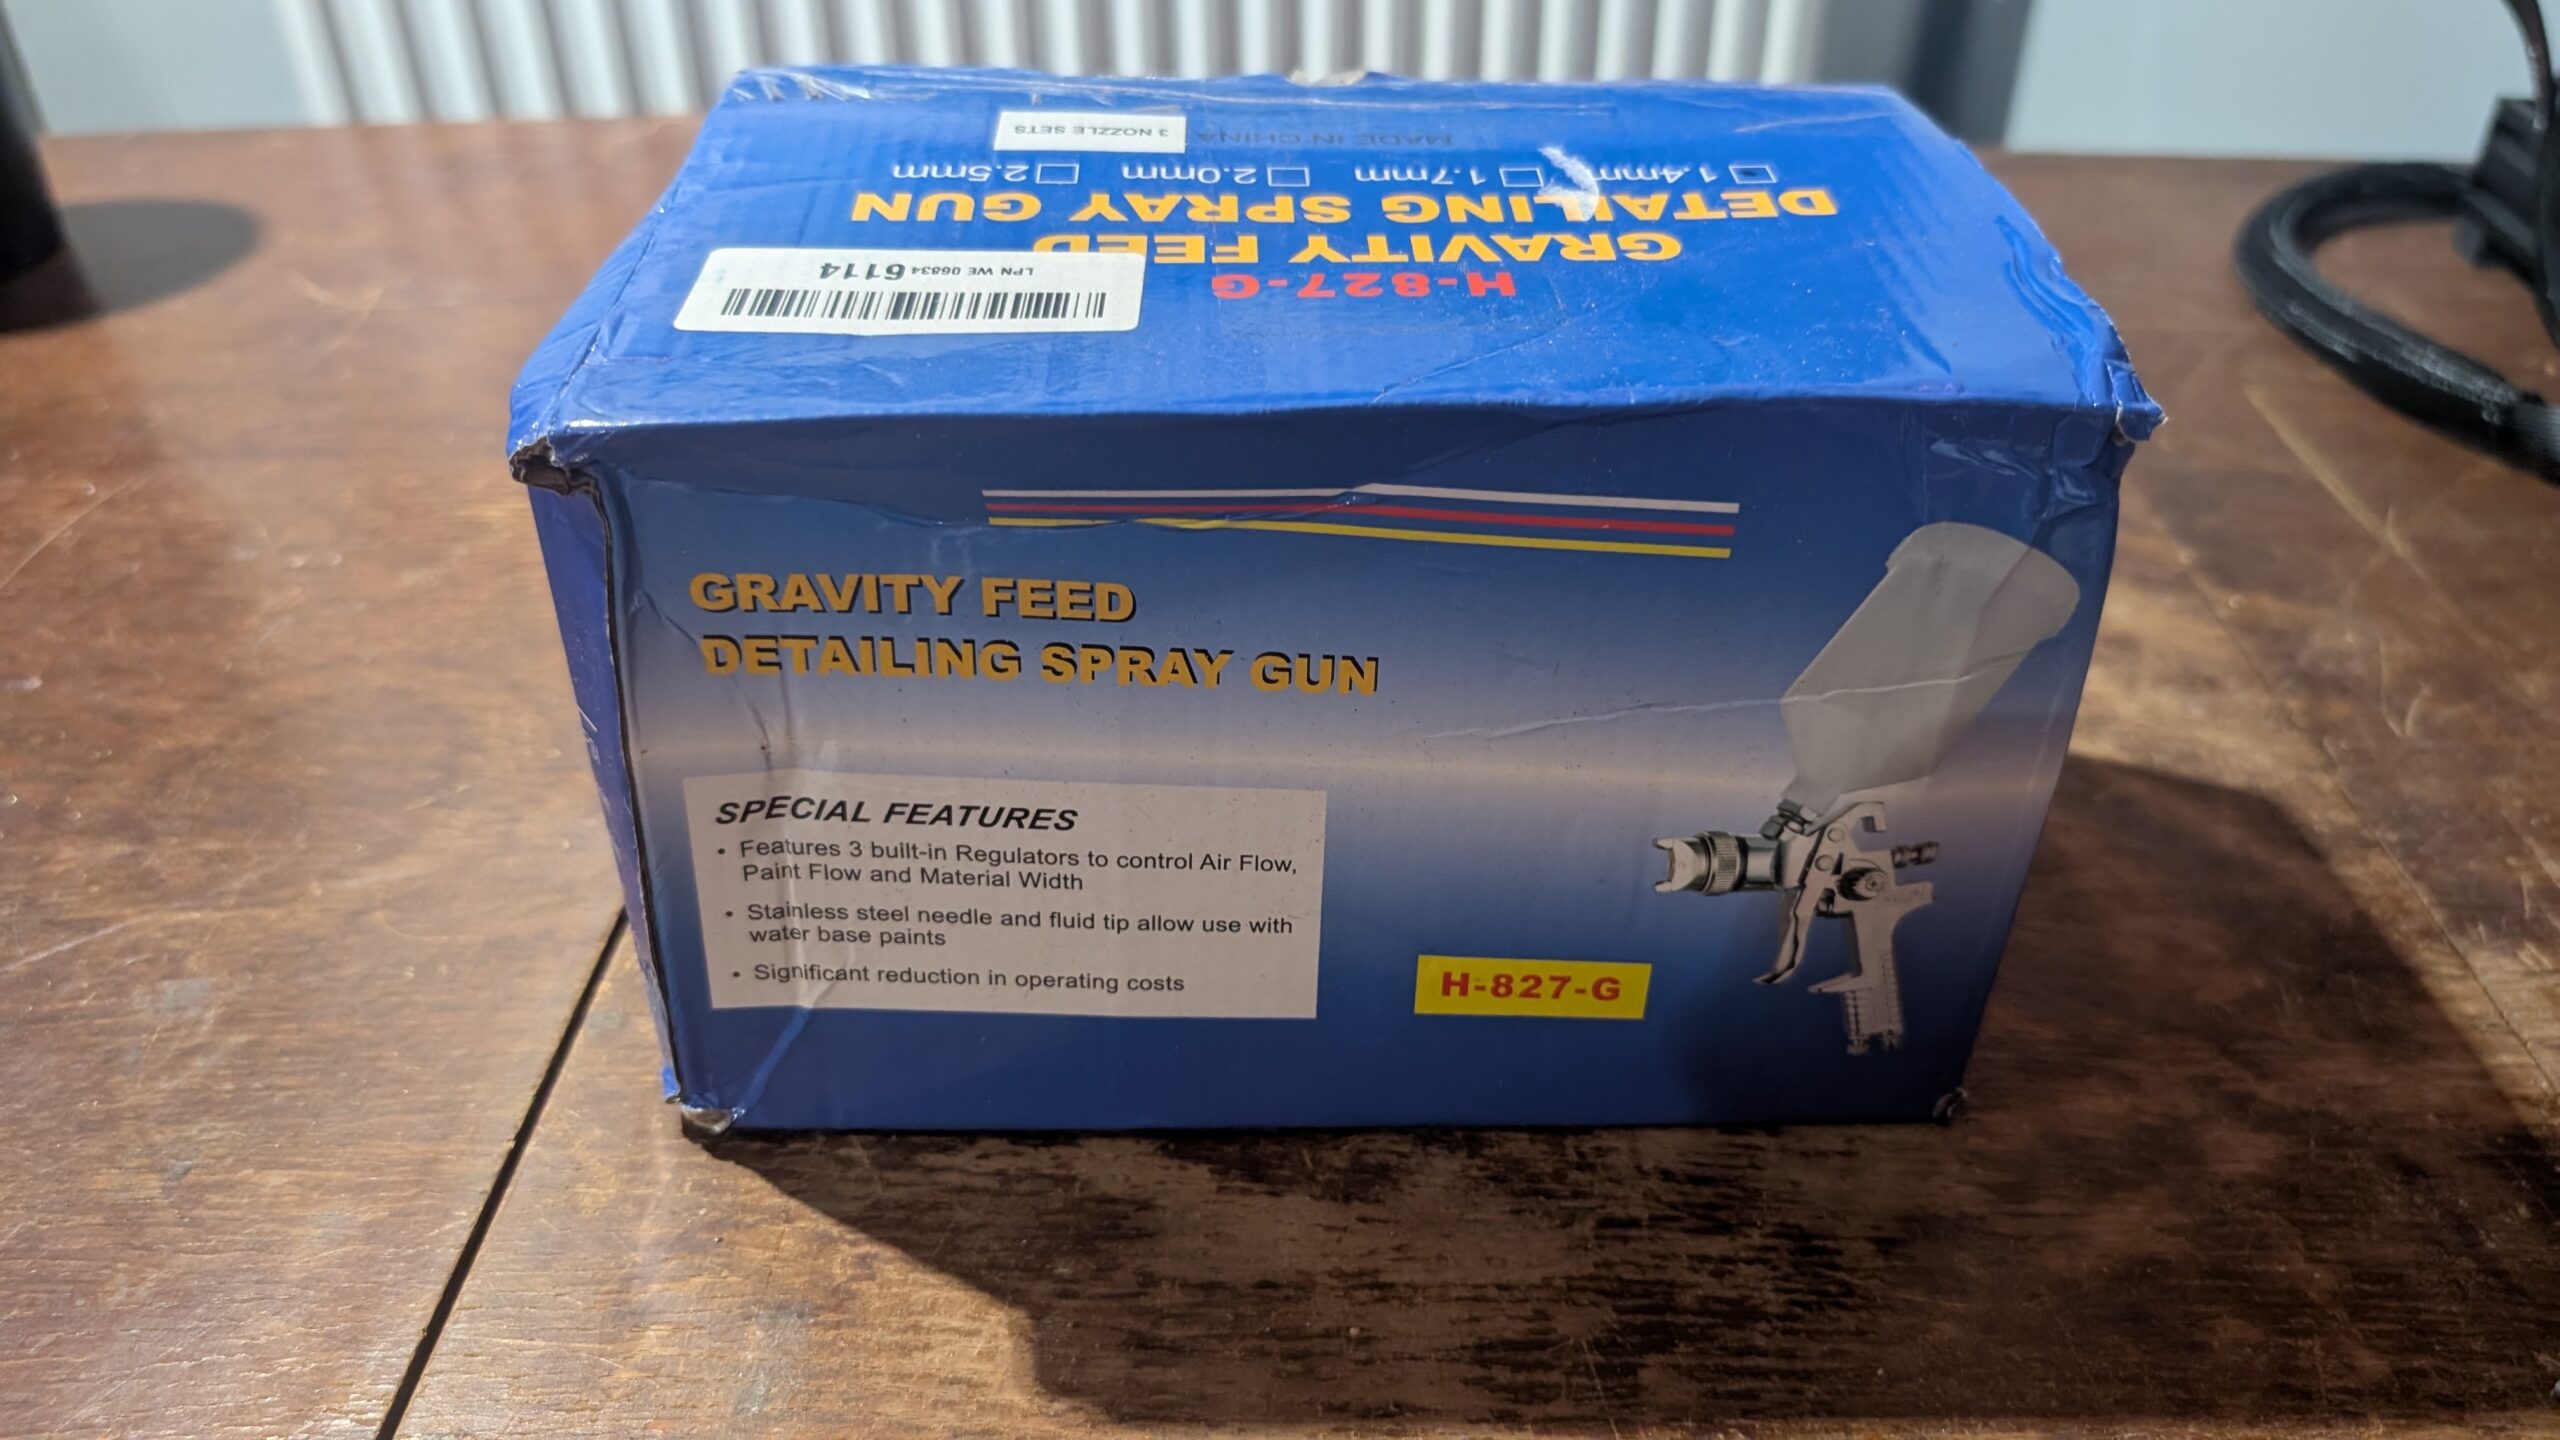 3 NOZZLE SETS
MADE IN CHINA
1.4mm 1.7mm 2.0mm 2.5mm
DETAILING SPRAY GUN
GRAVITY FEED
H-827-G
LPN WE 06834 6114
GRAVITY FEED
DETAILING SPRAY GUN
SPECIAL FEATURES
• Features 3 built-in Regulators to control Air Flow,
Paint Flow and Material Width
• Stainless steel needle and fluid tip allow use with
water base paints
• Significant reduction in operating costs
H-827-G